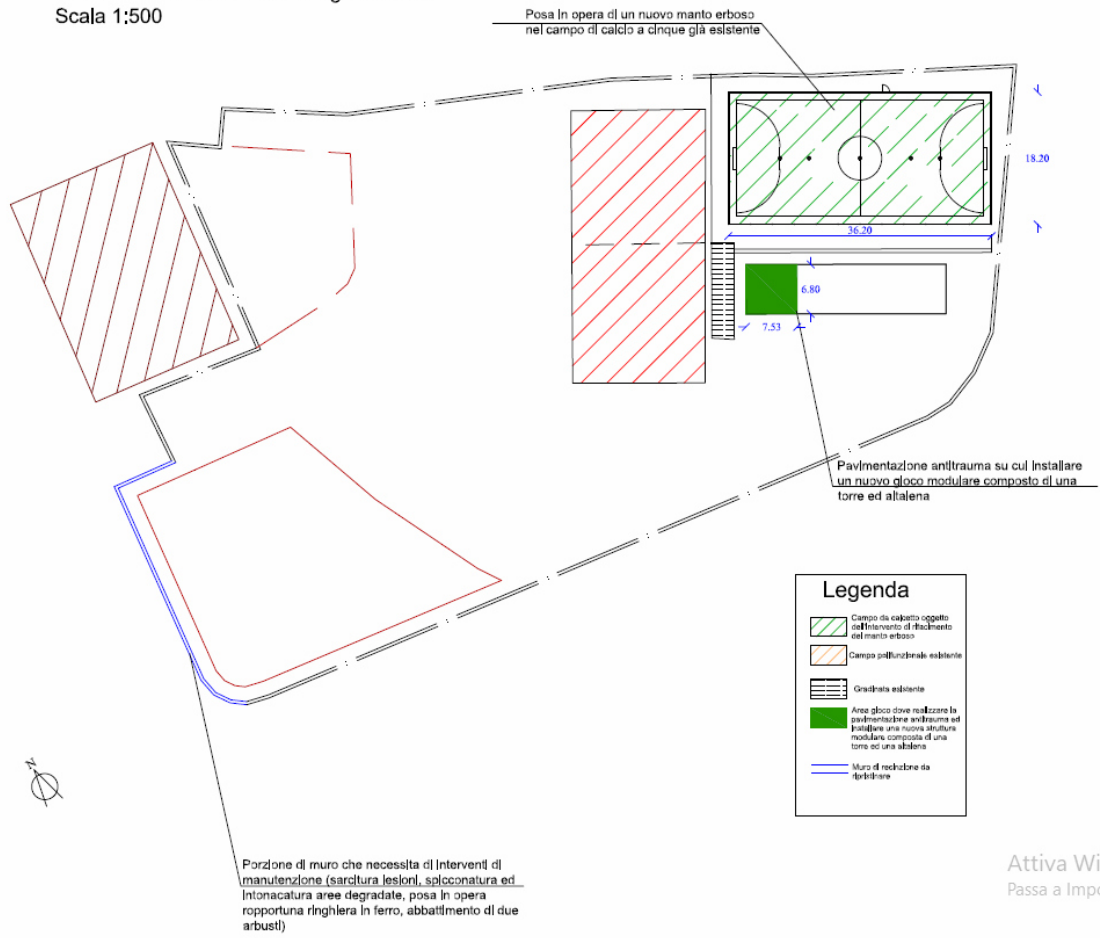 Scala 1:500
Posa in opera di un nuovo manto erboso
nel campo di calcio a cinque già esistente
18.20
36.20
6.80
7.53
Pavimentazione antitrauma su cui installare
un nuovo gioco modulare composto di una
torre ed altalena
Legenda
Campo da calcetto oggetto
dell'intervento di rifacimento
del manto erboso
Campo polifunzionale esistente
Gradinata esistente
Area gioco dove realizzare la
pavimentazione antitrauma ed
installare una nuova struttura
modulare composta di una
torre ed una altalena
Muro di recinzione da
ripristinare
N
Porzione di muro che necessita di interventi di
manutenzione (sarcitura lesioni, spicconatura ed
intonacatura aree degradate, posa in opera
ropportuna ringhiera in ferro, abbattimento di due
arbusti)
Attiva Wi
Passa a Impo